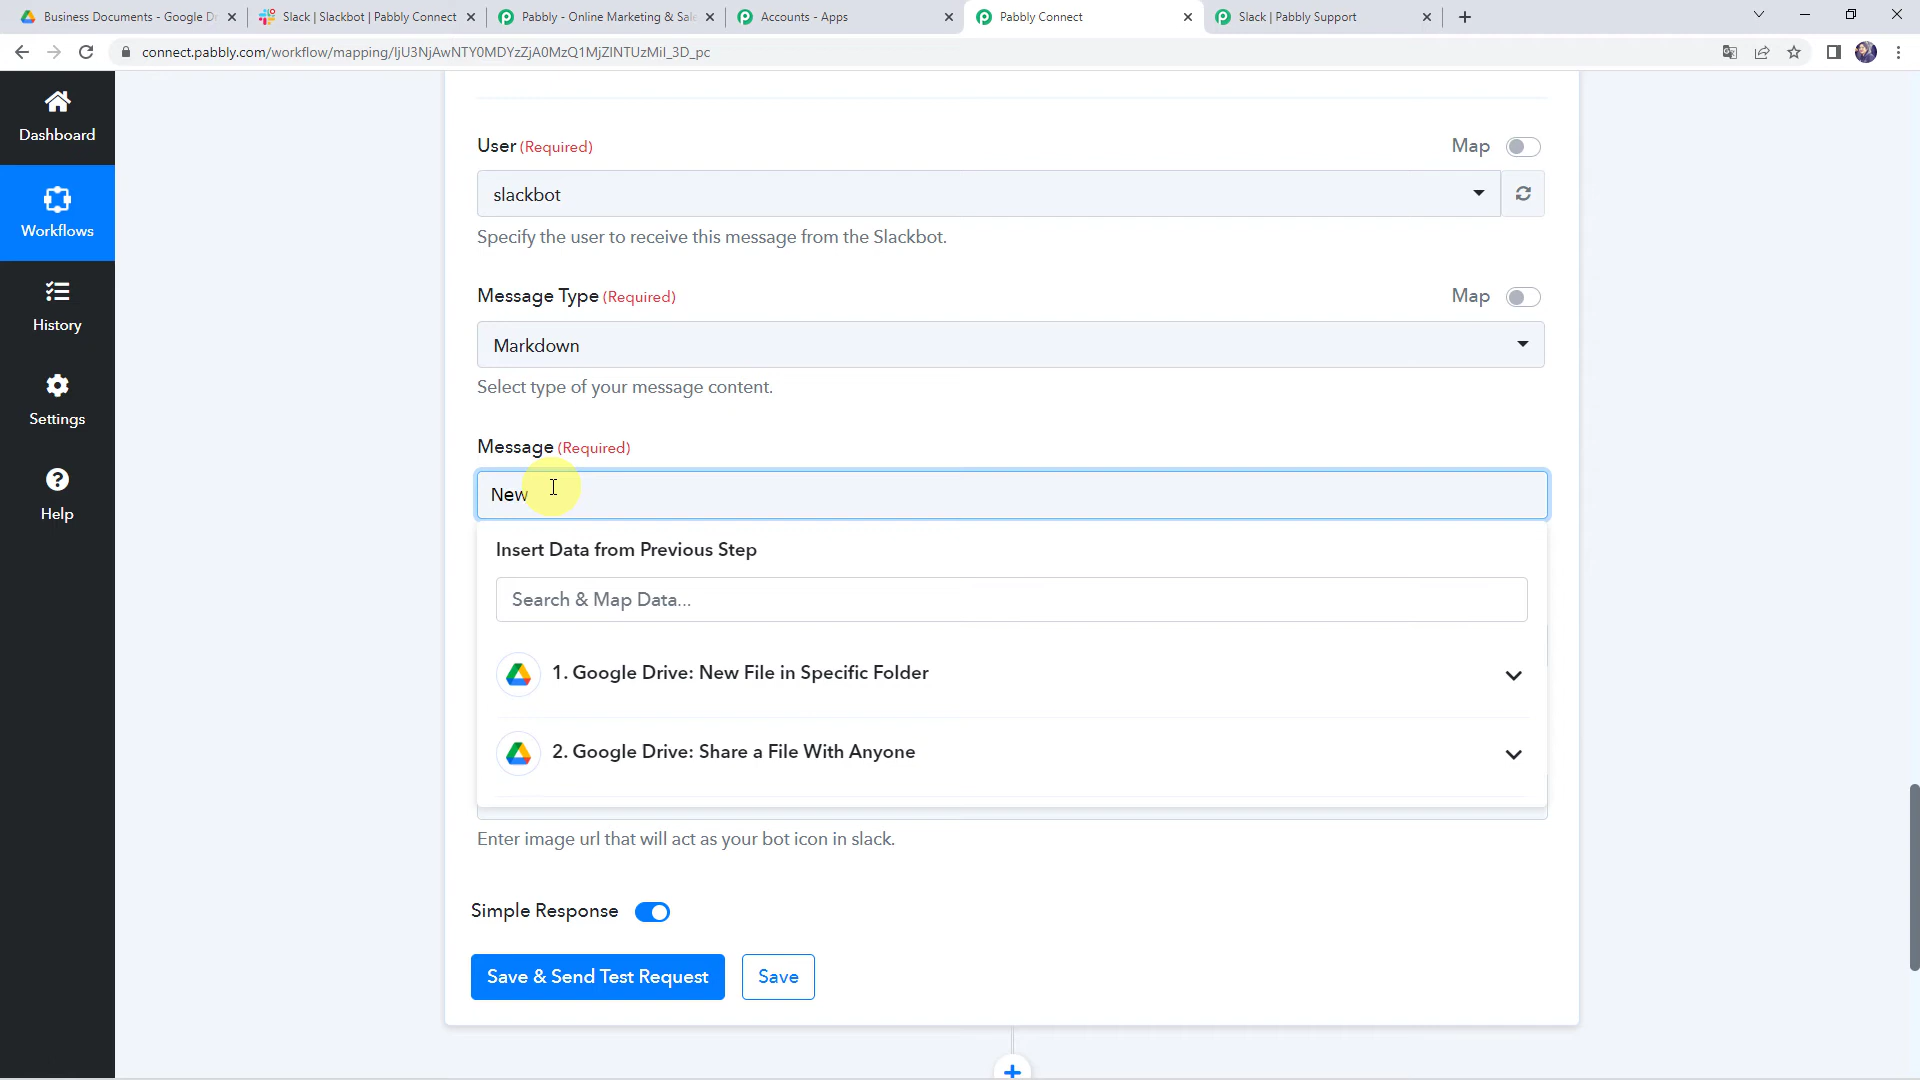 Business Documents - Google Dr
Slack | Slackbot | Pabbly Connect
Pabbly - Online Marketing & Sale
Accounts - Apps
Pabbly Connect
Slack | Pabbly Support
connect.pabbly.com/workflow/mapping/IjU3NjAwNTY0MDYzZjA0MzQ1MjZlNTUzMiI_3D_pc
Dashboard
Workflows
History
Settings
Help
User (Required)
Map
slackbot
Specify the user to receive this message from the Slackbot.
Message Type (Required)
Map
Markdown
Select type of your message content.
Message (Required)
New
Insert Data from Previous Step
Search & Map Data...
1. Google Drive: New File in Specific Folder
2. Google Drive: Share a File With Anyone
Enter image url that will act as your bot icon in slack.
Simple Response
Save & Send Test Request
Save